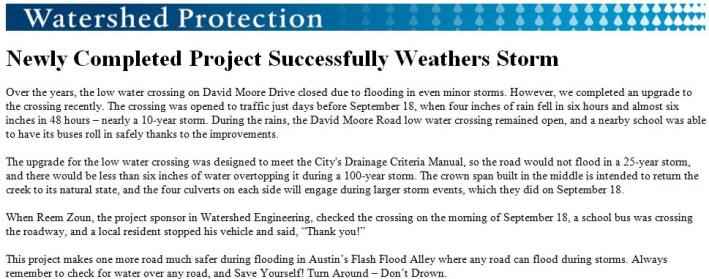 Watershed Protection
Newly Completed Project Successfully Weathers Storm
Over the years, the low water crossing on David Moore Drive closed due to flooding in even minor storms. However, we completed an upgrade to
the crossing recently. The crossing was opened to traffic just days before September 18, when four inches of rain fell in six hours and almost six
inches in 48 hours – nearly a 10-year storm. During the rains, the David Moore Road low water crossing remained open, and a nearby school was able
to have its buses roll in safely thanks to the improvements.
The upgrade for the low water crossing was designed to meet the City's Drainage Criteria Manual, so the road would not flood in a 25-year storm,
and there would be less than six inches of water overtopping it during a 100-year storm. The crown span built in the middle is intended to return the
creek to its natural state, and the four culverts on each side will engage during larger storm events, which they did on September 18.
When Reem Zoun, the project sponsor in Watershed Engineering, checked the crossing on the morning of September 18, a school bus was crossing
the roadway, and a local resident stopped his vehicle and said, “Thank you!”
This project makes one more road much safer during flooding in Austin’s Flash Flood Alley where any road can flood during storms. Always
remember to check for water over any road, and Save Yourself! Turn Around – Don’t Drown.